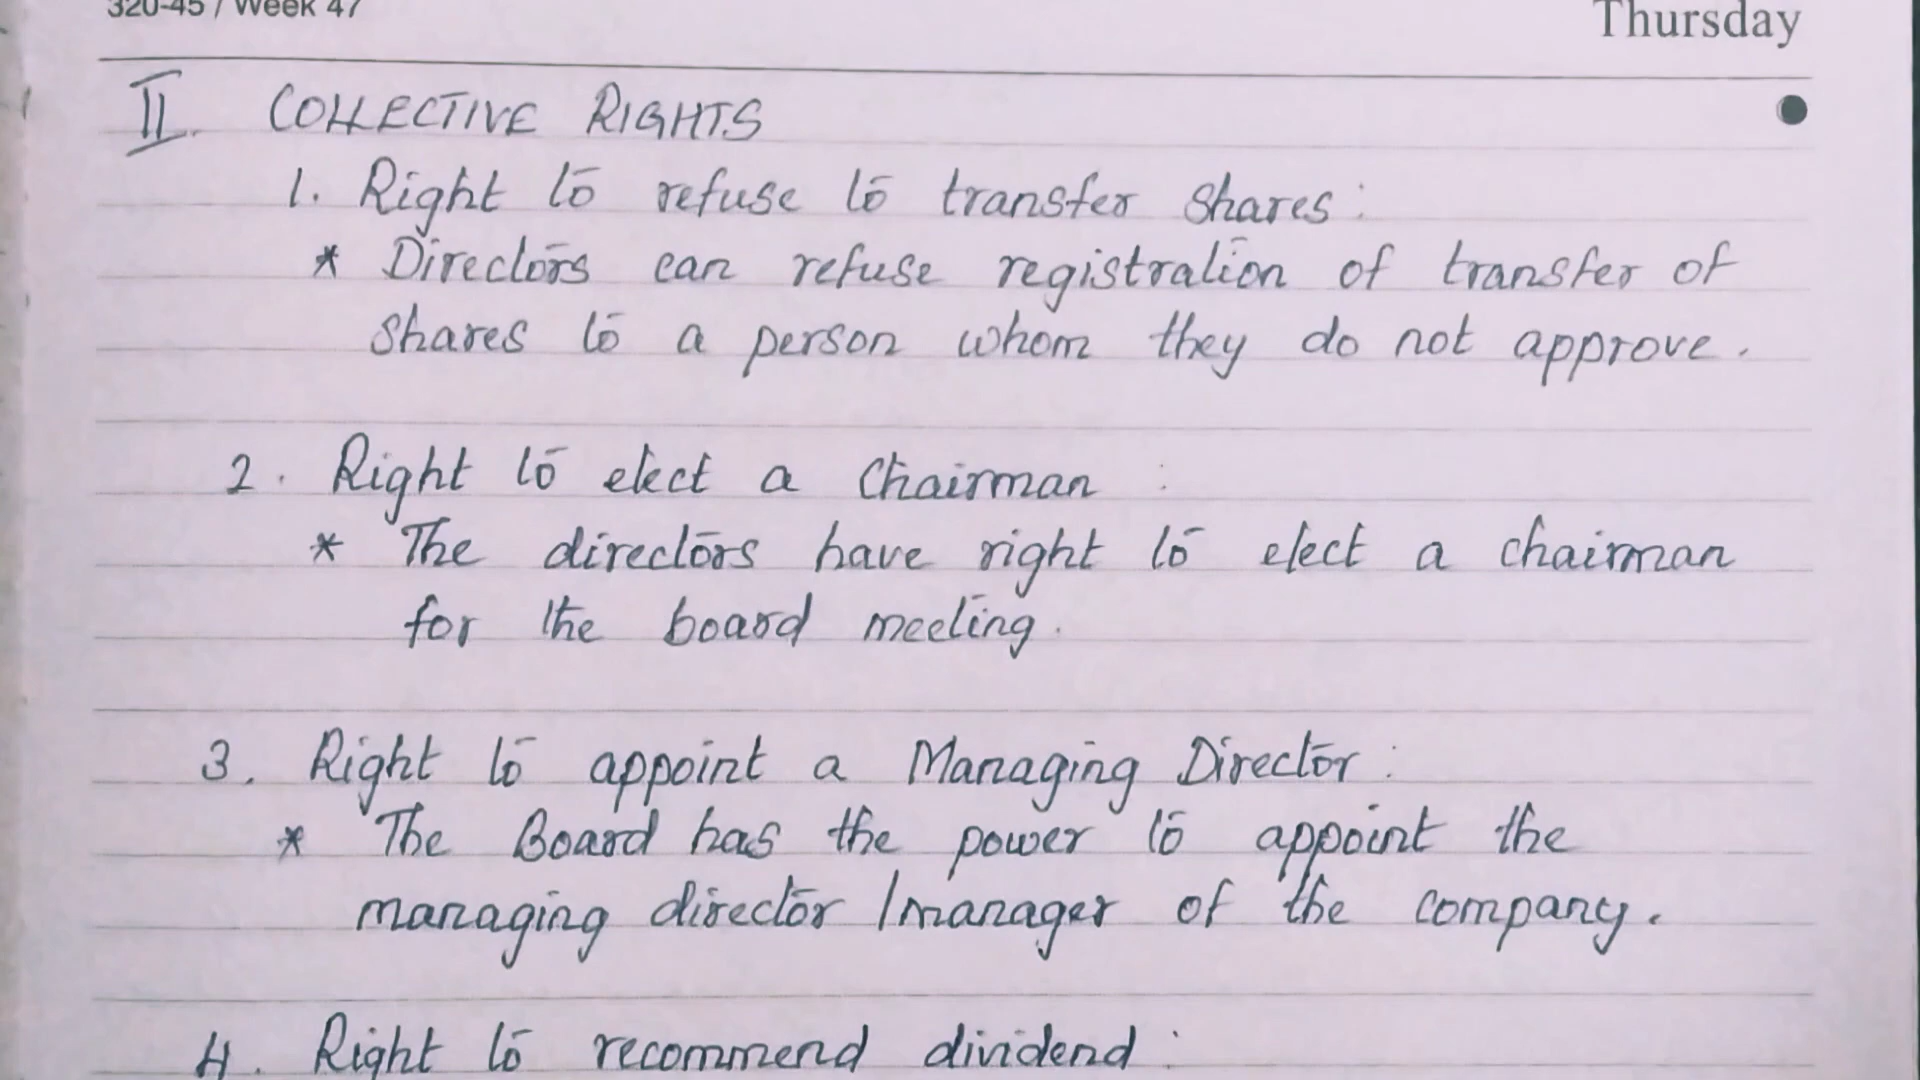 320-45 / Week 47
Thursday
II. COLLECTIVE RIGHTS
1. Right to refuse to transfer shares :
* Directors can refuse registration of transfer of
shares to a person whom they do not approve.
2. Right to elect a Chairman :
* The directors have right to elect a chairman
for the board meeting.
3. Right to appoint a Managing Director :
* The Board has the power to appoint the
managing director / manager of the company.
4. Right to recommend dividend :